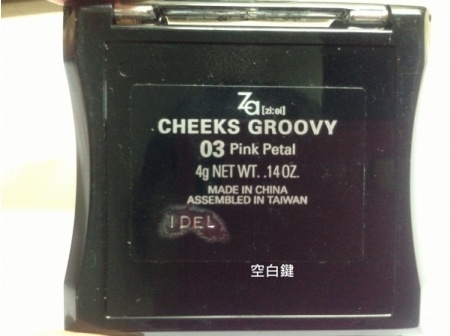 Za [zi:ei]
CHEEKS GROOVY
03 Pink Petal
4g NET WT. .14 OZ.
MADE IN CHINA
ASSEMBLED IN TAIWAN
IDEL
空白鍵